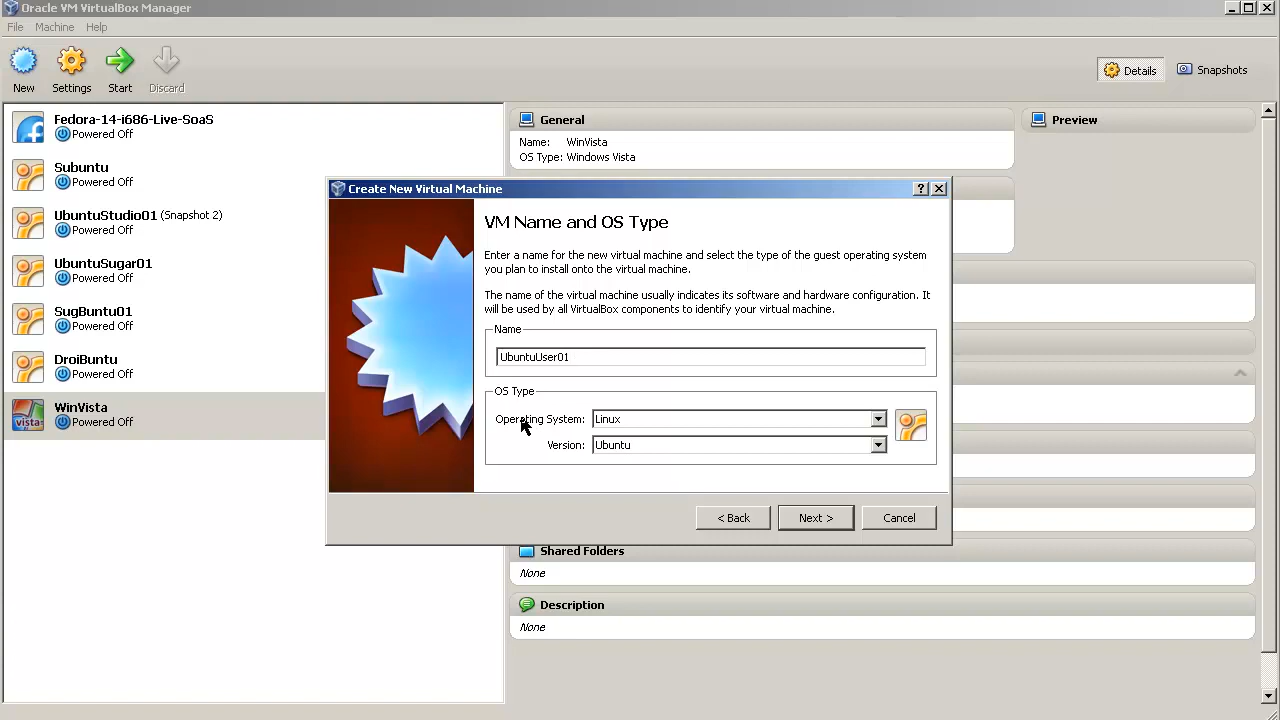 Oracle VM VirtualBox Manager
File Machine Help
New Settings Start Discard
Details Snapshots
Fedora-14-i686-Live-SoaS
Powered Off
Subuntu
Powered Off
UbuntuStudio01 (Snapshot 2)
Powered Off
UbuntuSugar01
Powered Off
SugBuntu01
Powered Off
DroiBuntu
Powered Off
WinVista
Powered Off
vista
General
Name: WinVista
OS Type: Windows Vista
Preview
Create New Virtual Machine
VM Name and OS Type
Enter a name for the new virtual machine and select the type of the guest operating system
you plan to install onto the virtual machine.
The name of the virtual machine usually indicates its software and hardware configuration. It
will be used by all VirtualBox components to identify your virtual machine.
Name
UbuntuUser01
OS Type
Operating System: Linux
Version: Ubuntu
< Back Next > Cancel
Shared Folders
None
Description
None